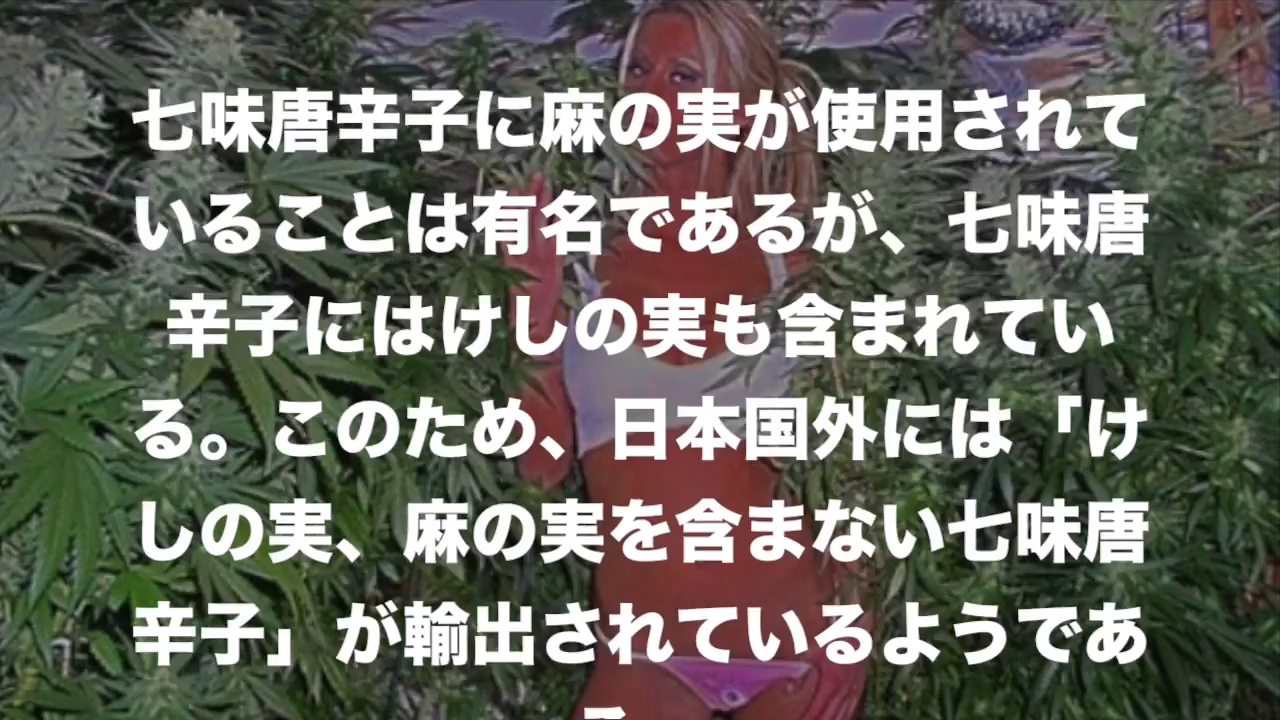 七味唐辛子に麻の実が使用されて
いることは有名であるが、七味唐
辛子にはけしの実も含まれてい
る。このため、日本国外には「け
しの実、麻の実を含まない七味唐
辛子」が輸出されているようであ